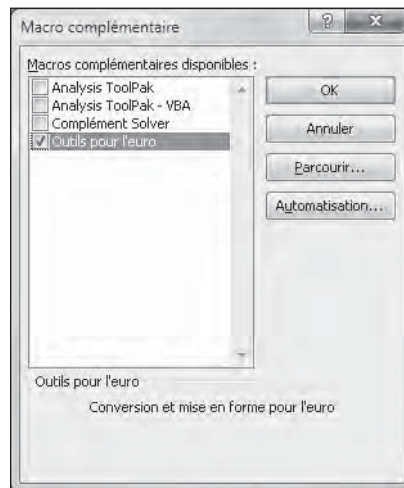 Macro complémentaire
Macros complémentaires disponibles :
Analysis ToolPak
Analysis ToolPak - VBA
Complément Solver
Outils pour l'euro
OK
Annuler
Parcourir...
Automatisation...
Outils pour l'euro
Conversion et mise en forme pour l'euro